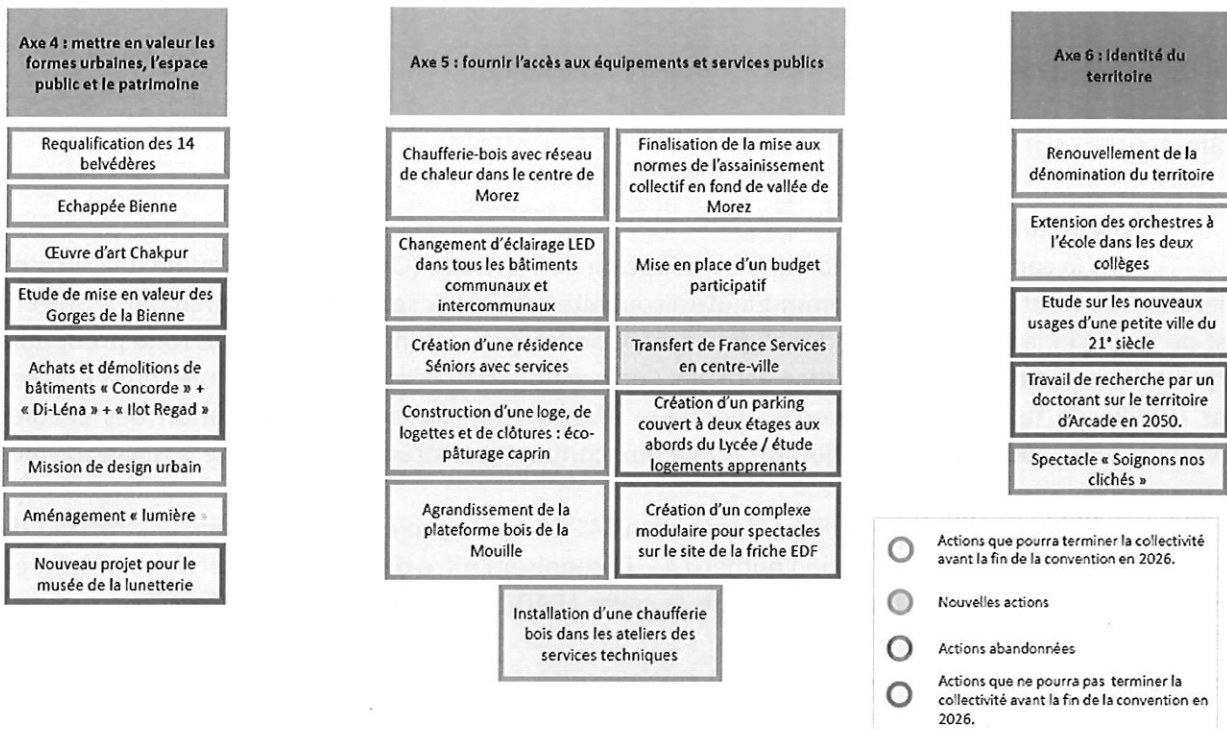 Axe 4 : mettre en valeur les
formes urbaines, l'espace
public et le patrimoine
Requalification des 14
belvédères
Echappée Bienne
Œuvre d'art Chakpur
Etude de mise en valeur des
Gorges de la Bienne
Achats et démolitions de
bâtiments « Concorde » +
« Di-Léna » + « Ilot Regad »
Mission de design urbain
Aménagement « lumière »
Nouveau projet pour le
musée de la lunetterie
Axe 5 : fournir l'accès aux équipements et services publics
Chaufferie-bois avec réseau
de chaleur dans le centre de
Morez
Finalisation de la mise aux
normes de l'assainissement
collectif en fond de vallée de
Morez
Changement d'éclairage LED
dans tous les bâtiments
communaux et
intercommunaux
Mise en place d'un budget
participatif
Création d'une résidence
Séniors avec services
Transfert de France Services
en centre-ville
Construction d'une loge, de
logettes et de clôtures : éco-
pâturage caprin
Création d'un parking
couvert à deux étages aux
abords du Lycée / étude
logements apprenants
Agrandissement de la
plateforme bois de la
Mouille
Création d'un complexe
modulaire pour spectacles
sur le site de la friche EDF
Installation d'une chaufferie
bois dans les ateliers des
services techniques
Axe 6 : identité du
territoire
Renouvellement de la
dénomination du territoire
Extension des orchestres à
l'école dans les deux
collèges
Etude sur les nouveaux
usages d'une petite ville du
21e siècle
Travail de recherche par un
doctorant sur le territoire
d'Arcade en 2050.
Spectacle « Soignons nos
clichés »
Actions que pourra terminer la collectivité
avant la fin de la convention en 2026.
Nouvelles actions
Actions abandonnées
Actions que ne pourra pas terminer la
collectivité avant la fin de la convention en
2026.